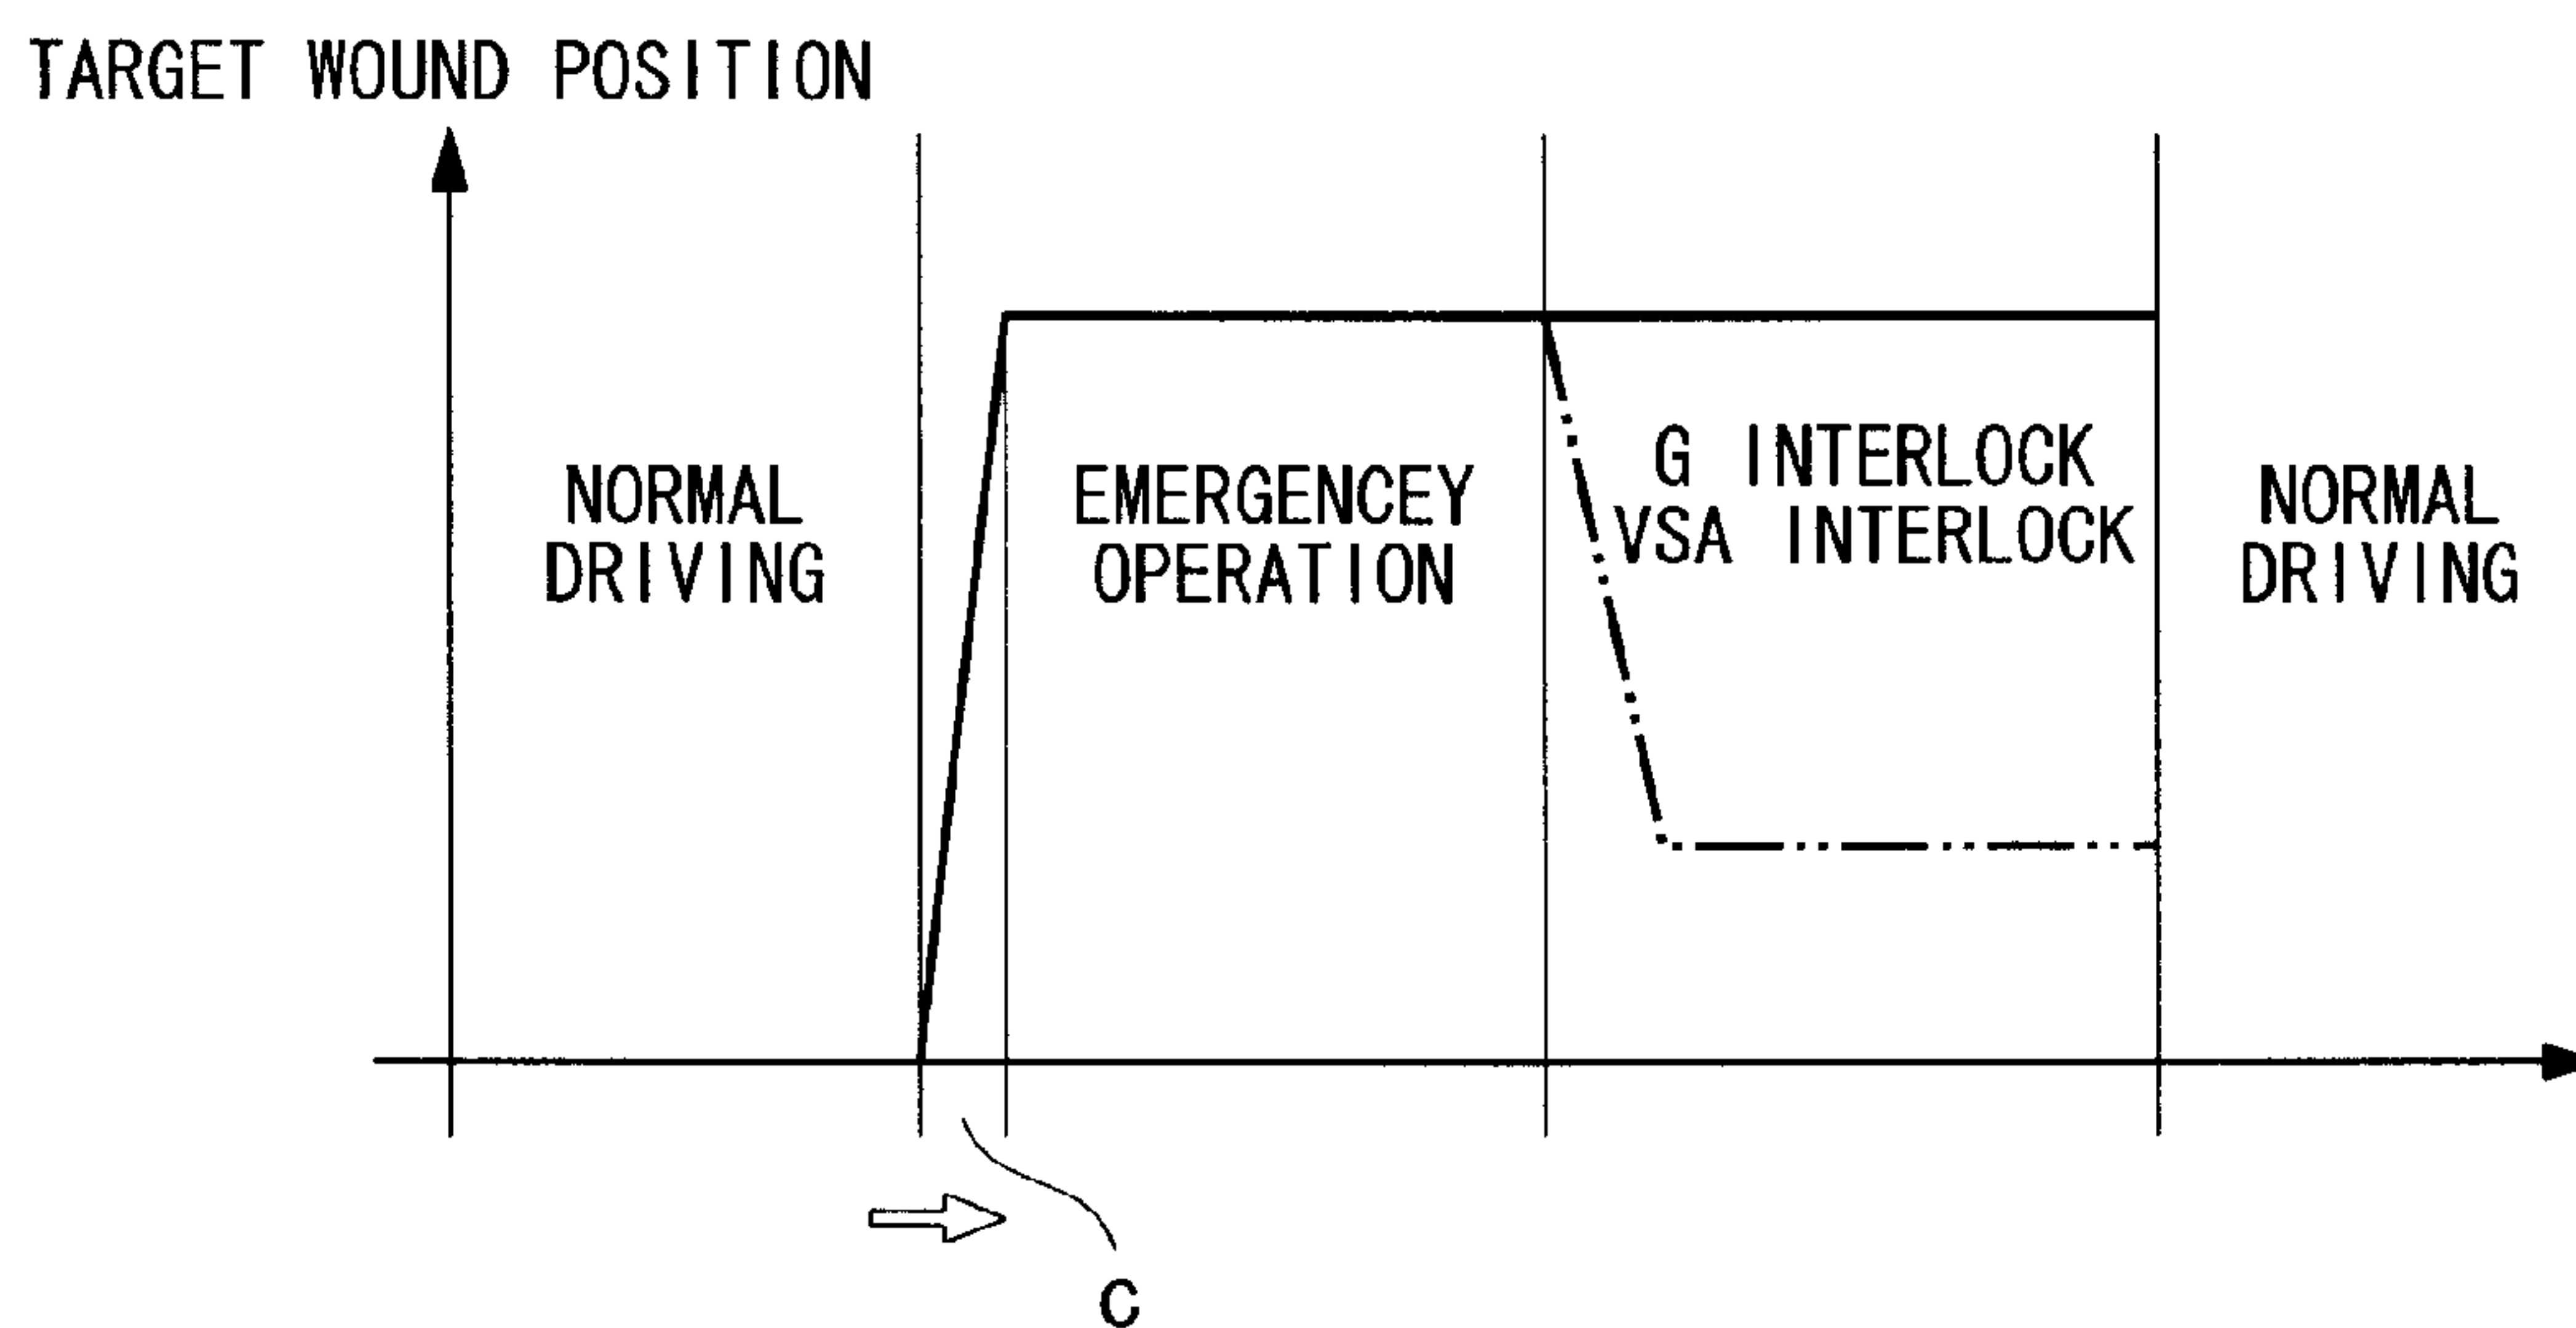 TARGET WOUND POSITION
NORMAL
DRIVING
EMERGENCEY
OPERATION
G INTERLOCK
VSA INTERLOCK
NORMAL
DRIVING
C